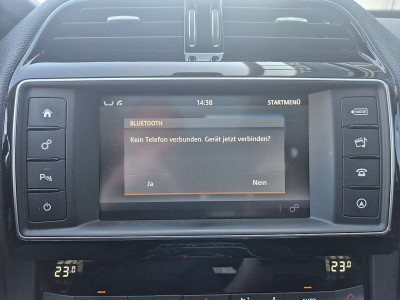 14:38 STARTMENÜ
BLUETOOTH
Kein Telefon verbunden. Gerät jetzt verbinden?
Ja Nein
23.0 23.0